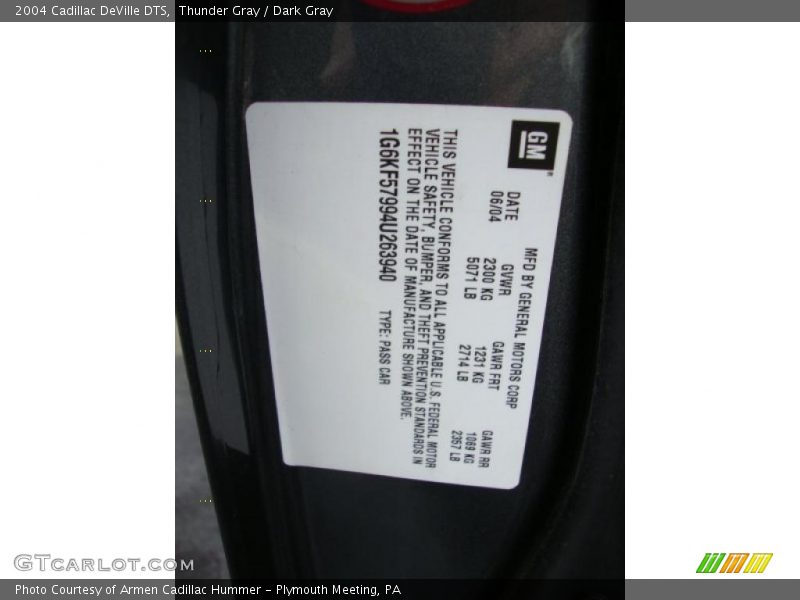 2004 Cadillac DeVille DTS, Thunder Gray / Dark Gray
GM
MFD BY GENERAL MOTORS CORP
DATE GVWR GAWR FRT GAWR RR
06/04 2300 KG 1231 KG 1069 KG
5071 LB 2714 LB 2357 LB
THIS VEHICLE CONFORMS TO ALL APPLICABLE U.S. FEDERAL MOTOR
VEHICLE SAFETY, BUMPER, AND THEFT PREVENTION STANDARDS IN
EFFECT ON THE DATE OF MANUFACTURE SHOWN ABOVE.
1G6KF57994U263940 TYPE: PASS CAR
GTCarLot.com
Photo Courtesy of Armen Cadillac Hummer - Plymouth Meeting, PA